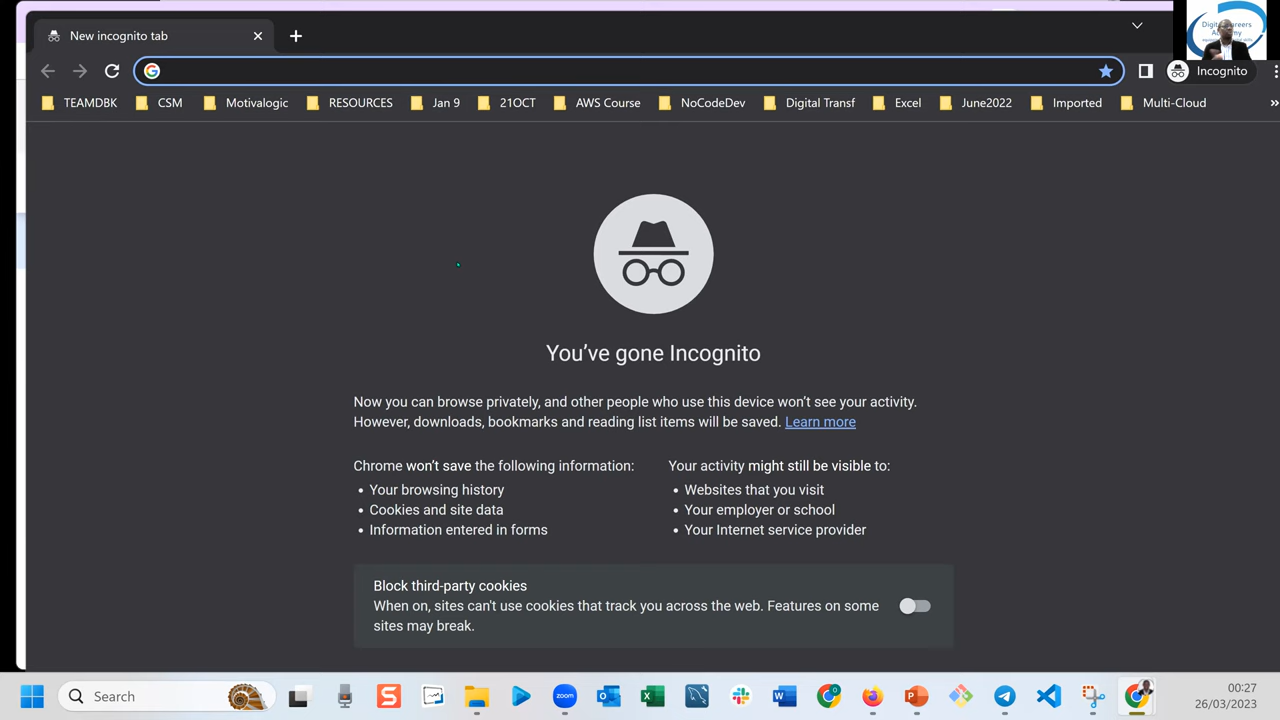 New incognito tab
Incognito
TEAMDBK CSM Motivalogic RESOURCES Jan 9 21OCT AWS Course NoCodeDev Digital Transf Excel June2022 Imported Multi-Cloud »
You've gone Incognito
Now you can browse privately, and other people who use this device won't see your activity.
However, downloads, bookmarks and reading list items will be saved. Learn more
Chrome won't save the following information:
• Your browsing history
• Cookies and site data
• Information entered in forms
Your activity might still be visible to:
• Websites that you visit
• Your employer or school
• Your Internet service provider
Block third-party cookies
When on, sites can't use cookies that track you across the web. Features on some
sites may break.
Search
zoom
00:27
26/03/2023